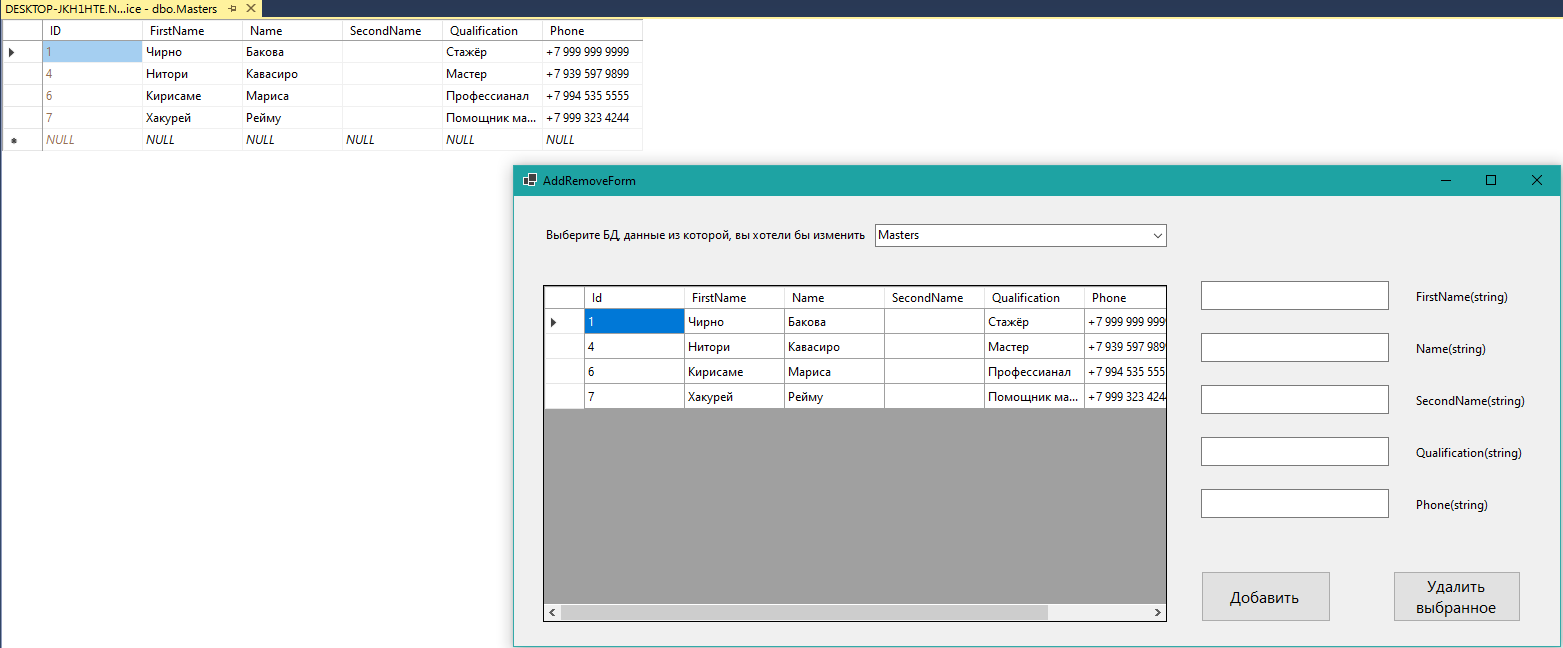 DESKTOP-JKH1HTE.N...ice - dbo.Masters
ID FirstName Name SecondName Qualification Phone
1 Чирно Бакова Стажёр +7 999 999 9999
4 Нитори Кавасиро Мастер +7 939 597 9899
6 Кирисаме Мариса Профессианал +7 994 535 5555
7 Хакурей Рейму Помощник ма... +7 999 323 4244
NULL NULL NULL NULL NULL NULL
AddRemoveForm
Выберите БД, данные из которой, вы хотели бы изменить Masters
Id FirstName Name SecondName Qualification Phone
1 Чирно Бакова Стажёр +7 999 999 999
4 Нитори Кавасиро Мастер +7 939 597 989
6 Кирисаме Мариса Профессианал +7 994 535 555
7 Хакурей Рейму Помощник ма... +7 999 323 424
FirstName(string)
Name(string)
SecondName(string)
Qualification(string)
Phone(string)
Добавить
Удалить
выбранное